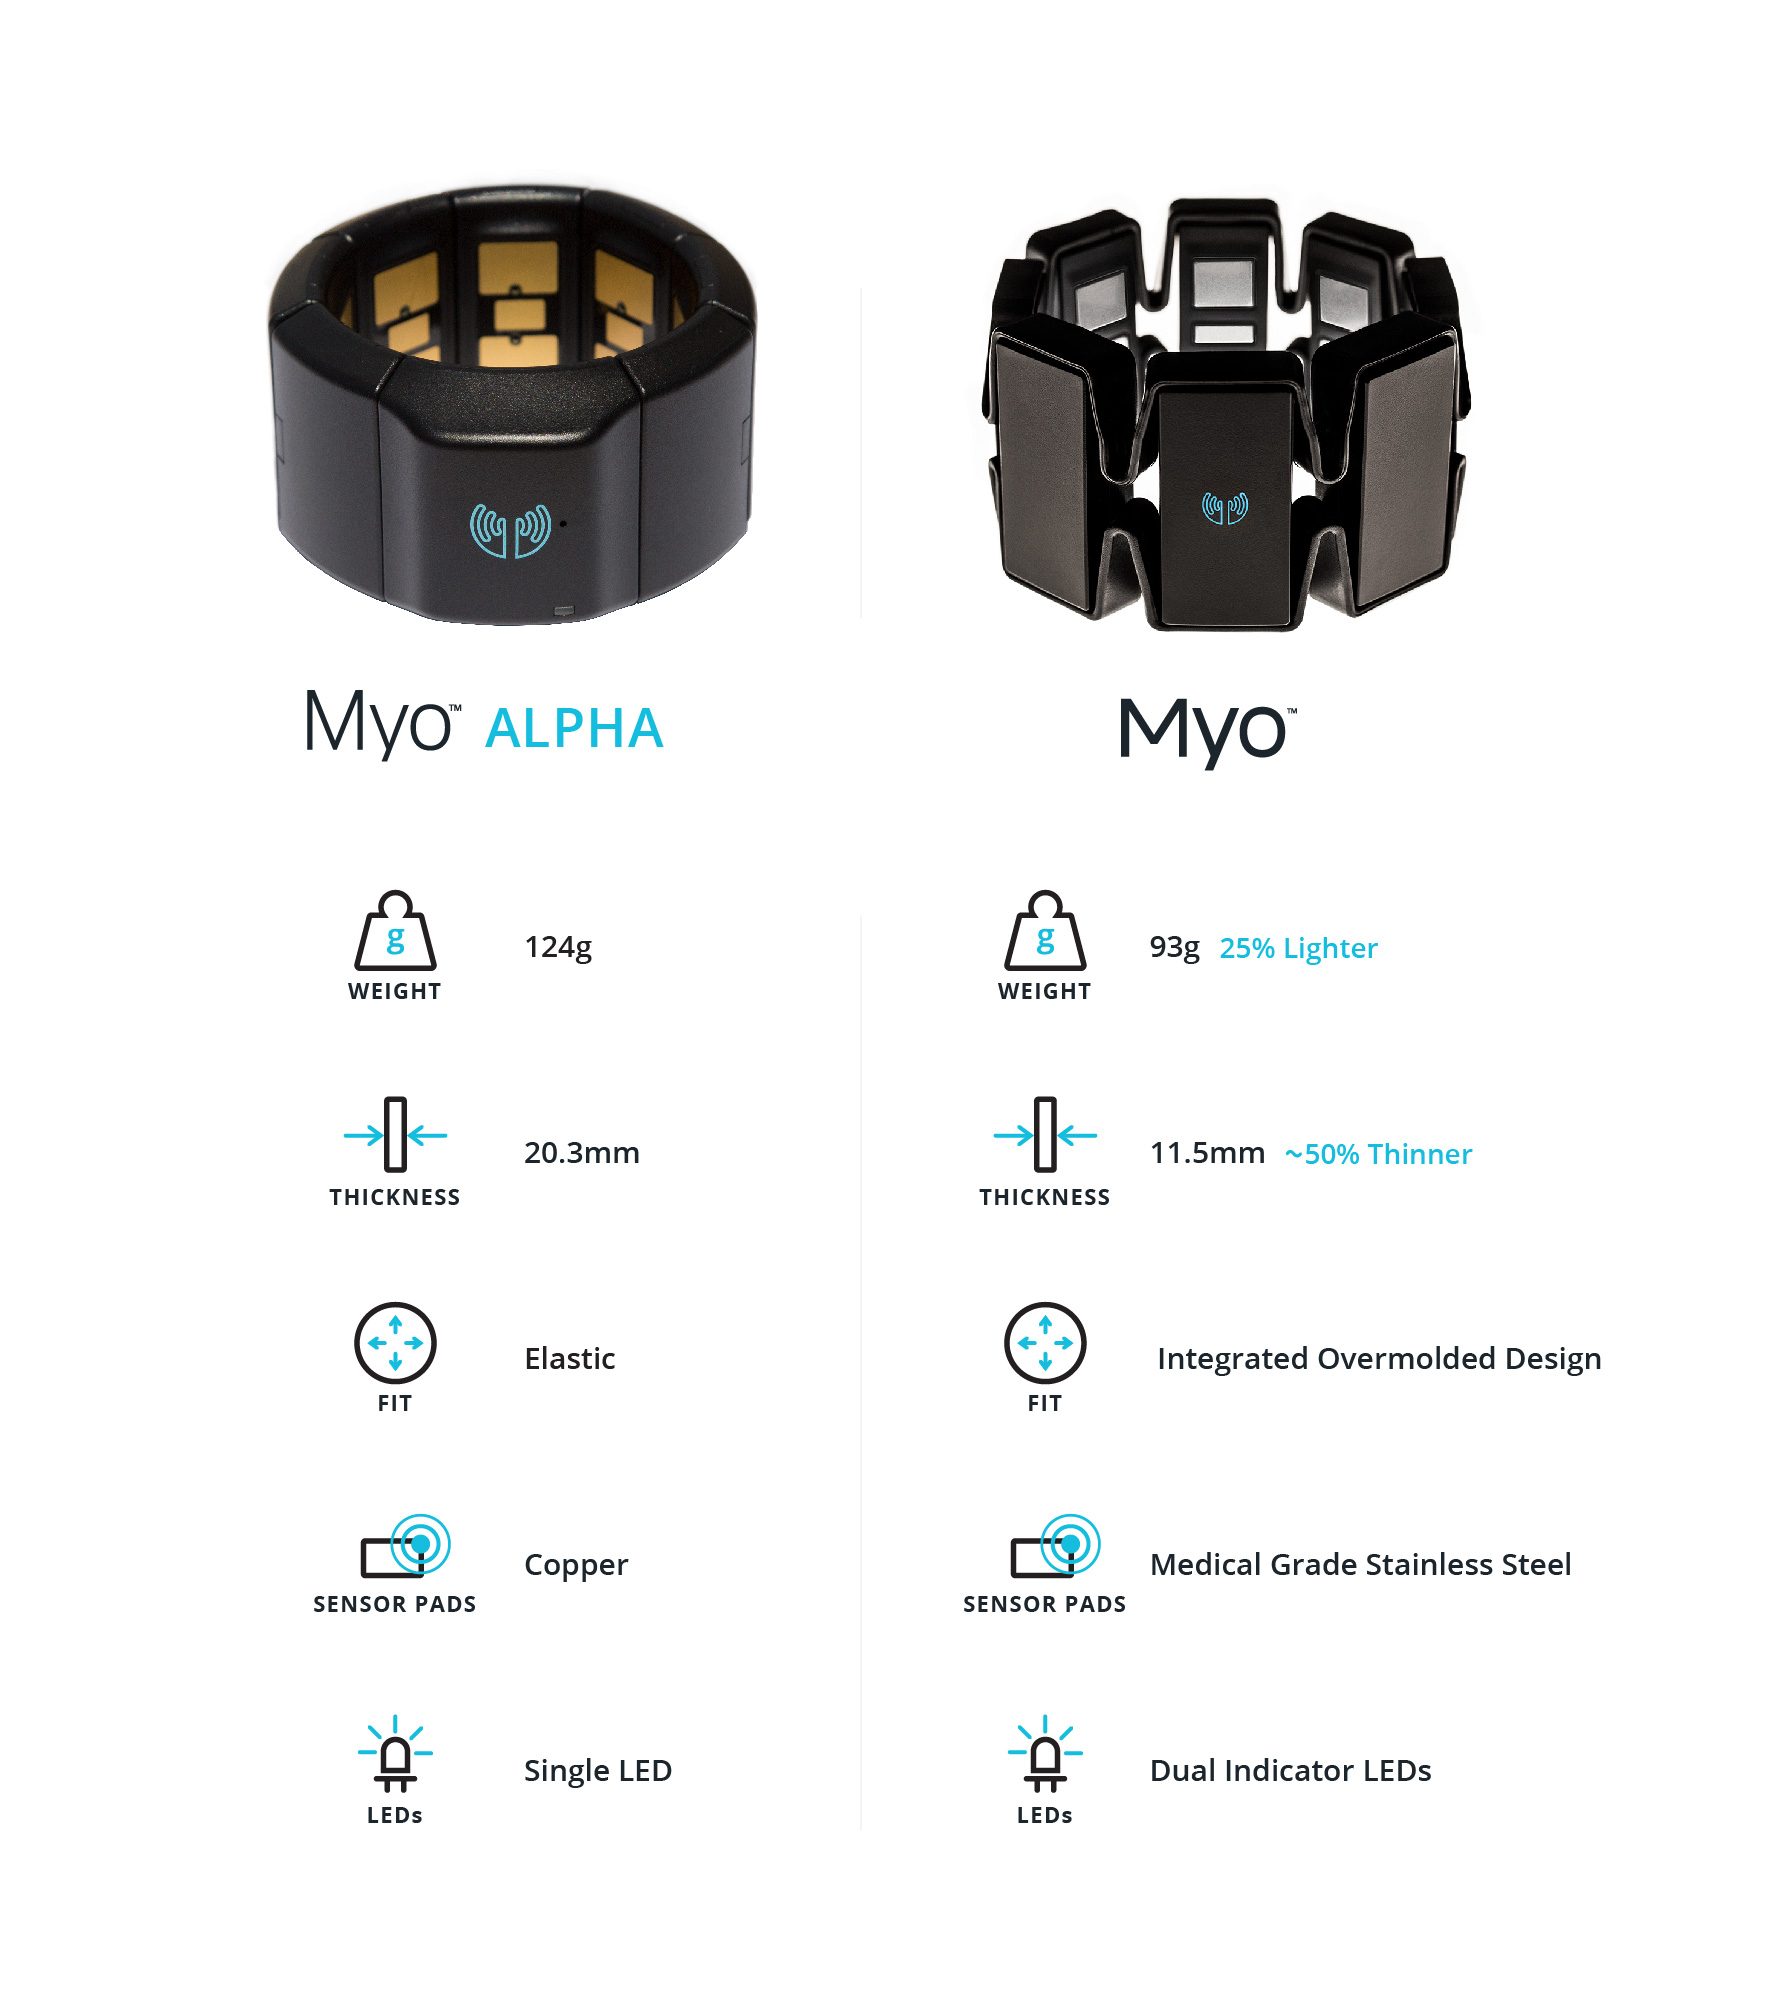 Myo™ ALPHA
Myo™
g
WEIGHT
124g
g
WEIGHT
93g 25% Lighter
THICKNESS
20.3mm
THICKNESS
11.5mm ~50% Thinner
FIT
Elastic
FIT
Integrated Overmolded Design
SENSOR PADS
Copper
SENSOR PADS
Medical Grade Stainless Steel
LEDs
Single LED
LEDs
Dual Indicator LEDs